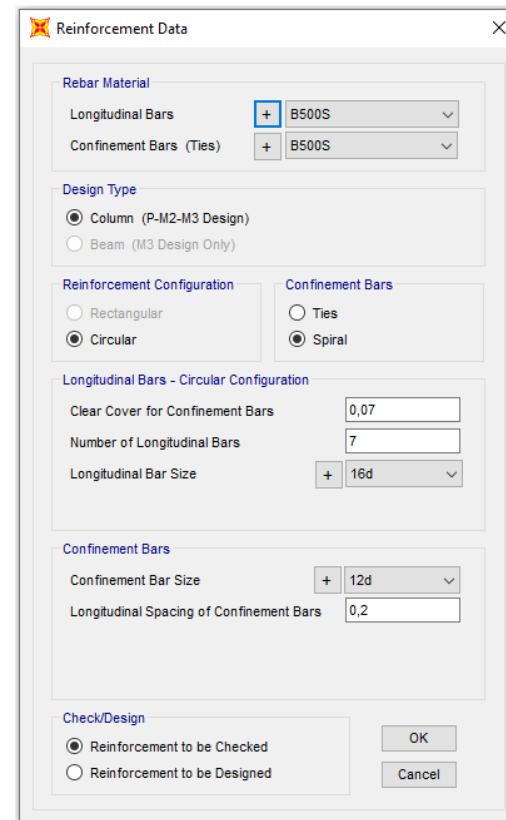 Reinforcement Data
Rebar Material
Longitudinal Bars + B500S
Confinement Bars (Ties) + B500S
Design Type
Column (P-M2-M3 Design)
Beam (M3 Design Only)
Reinforcement Configuration
Rectangular
Circular
Confinement Bars
Ties
Spiral
Longitudinal Bars - Circular Configuration
Clear Cover for Confinement Bars 0,07
Number of Longitudinal Bars 7
Longitudinal Bar Size + 16d
Confinement Bars
Confinement Bar Size + 12d
Longitudinal Spacing of Confinement Bars 0,2
Check/Design
Reinforcement to be Checked
Reinforcement to be Designed
OK
Cancel